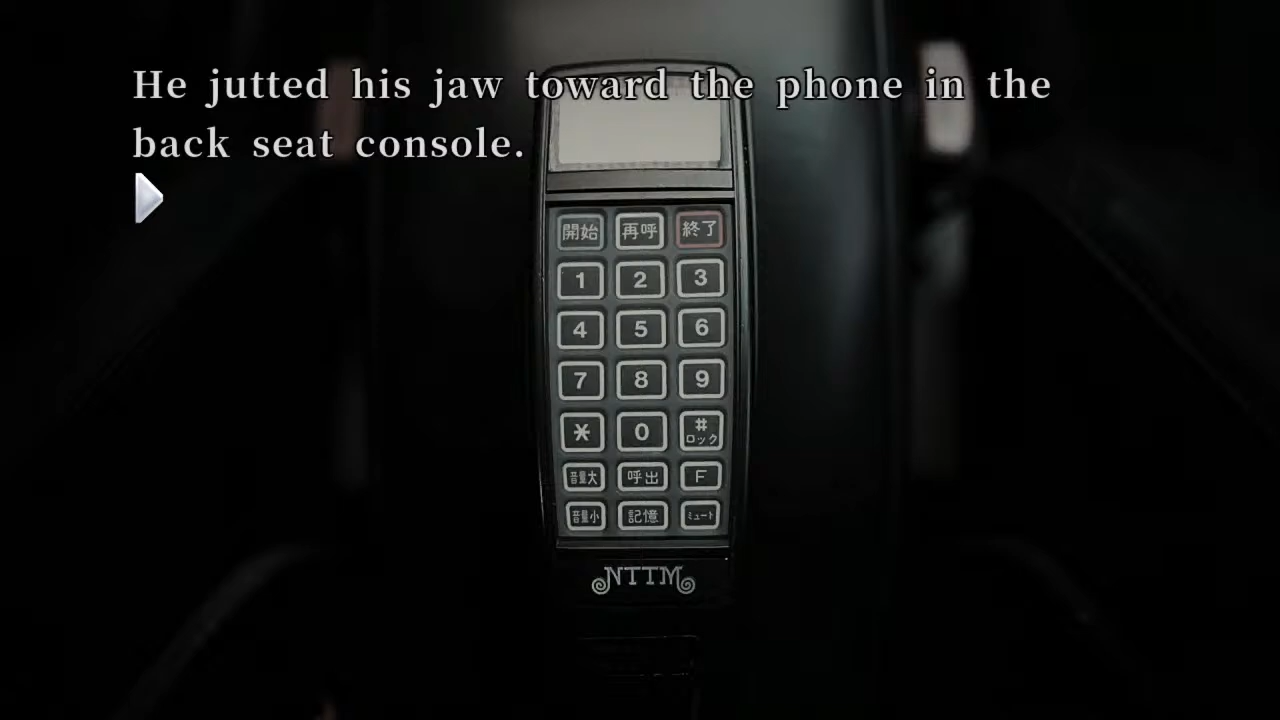 He jutted his jaw toward the phone in the
back seat console.
開始 再呼 終了
1 2 3
4 5 6
7 8 9
* 0 #
ロック
音量大 呼出 F
音量小 記憶 ミュート
NTTM